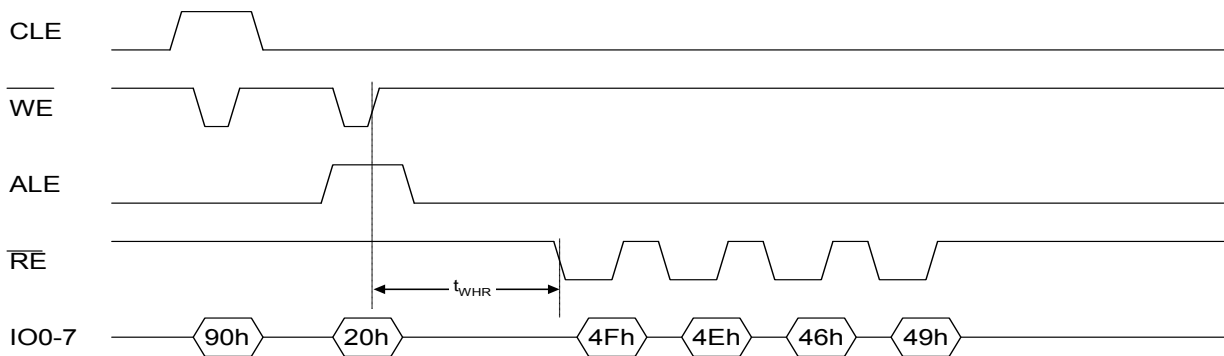 CLE
WE
ALE
RE
tWHR
IO0-7 90h 20h 4Fh 4Eh 46h 49h